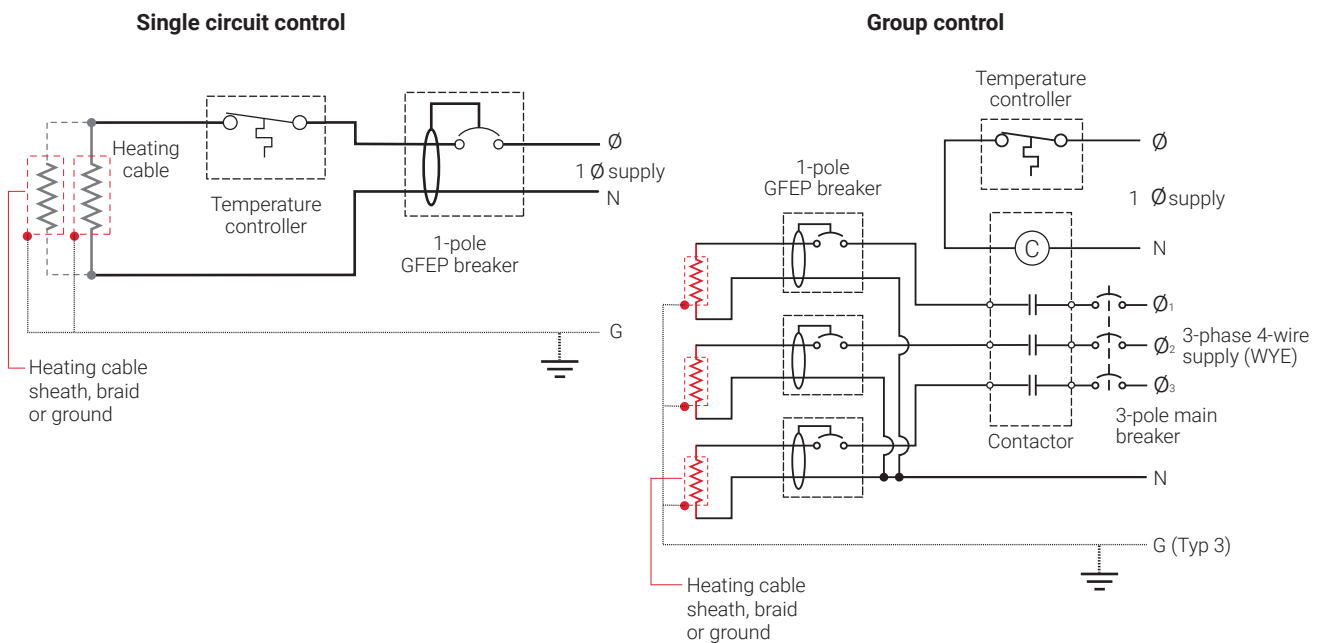 Single circuit control
Heating
cable
Temperature
controller
1-pole
GFEP breaker
Ø
1 Ø supply
N
G
Heating cable
sheath, braid
or ground
Group control
Temperature
controller
Ø
1 Ø supply
N
1-pole
GFEP breaker
C
Ø1
Ø2
3-phase 4-wire
supply (WYE)
Ø3
Contactor
3-pole main
breaker
N
G (Typ 3)
Heating cable
sheath, braid
or ground